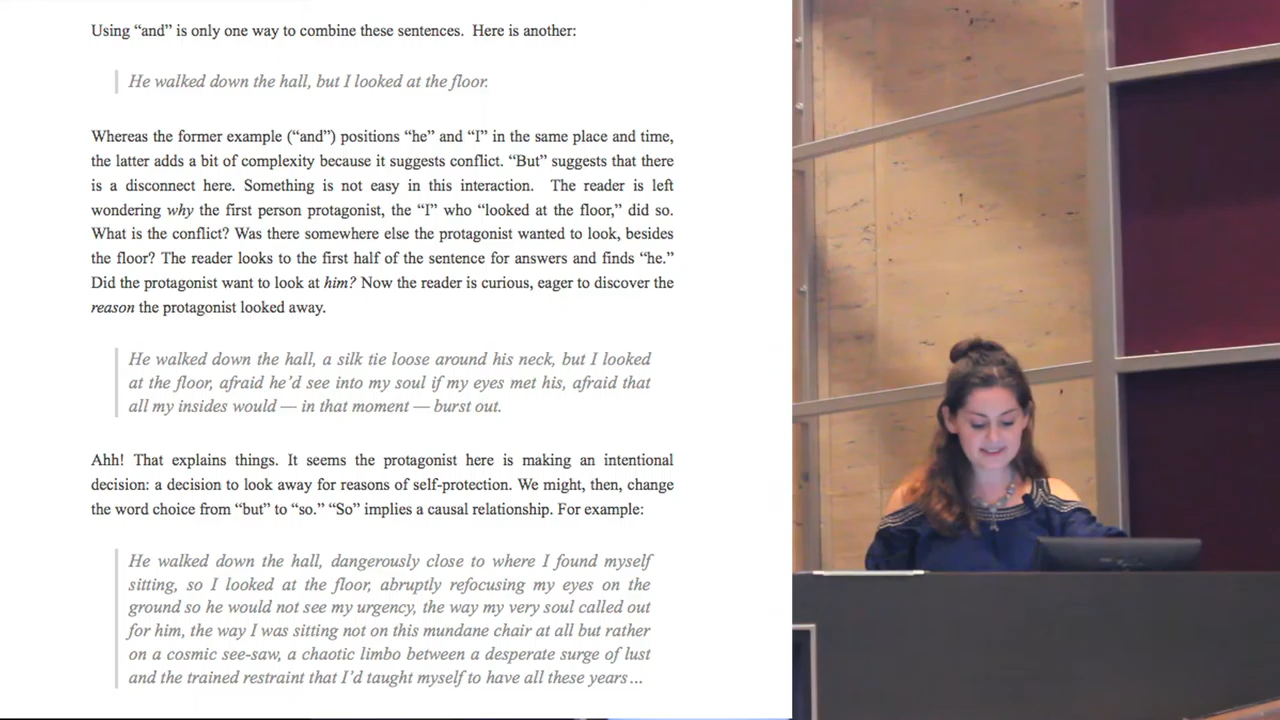 Using “and” is only one way to combine these sentences.  Here is another:
He walked down the hall, but I looked at the floor.
Whereas the former example (“and”) positions “he” and “I” in the same place and time,
the latter adds a bit of complexity because it suggests conflict. “But” suggests that there
is a disconnect here. Something is not easy in this interaction.  The reader is left
wondering why the first person protagonist, the “I” who “looked at the floor,” did so.
What is the conflict? Was there somewhere else the protagonist wanted to look, besides
the floor? The reader looks to the first half of the sentence for answers and finds “he.”
Did the protagonist want to look at him? Now the reader is curious, eager to discover the
reason the protagonist looked away.
He walked down the hall, a silk tie loose around his neck, but I looked
at the floor, afraid he’d see into my soul if my eyes met his, afraid that
all my insides would — in that moment — burst out.
Ahh! That explains things. It seems the protagonist here is making an intentional
decision: a decision to look away for reasons of self-protection. We might, then, change
the word choice from “but” to “so.” “So” implies a causal relationship. For example:
He walked down the hall, dangerously close to where I found myself
sitting, so I looked at the floor, abruptly refocusing my eyes on the
ground so he would not see my urgency, the way my very soul called out
for him, the way I was sitting not on this mundane chair at all but rather
on a cosmic see-saw, a chaotic limbo between a desperate surge of lust
and the trained restraint that I’d taught myself to have all these years…